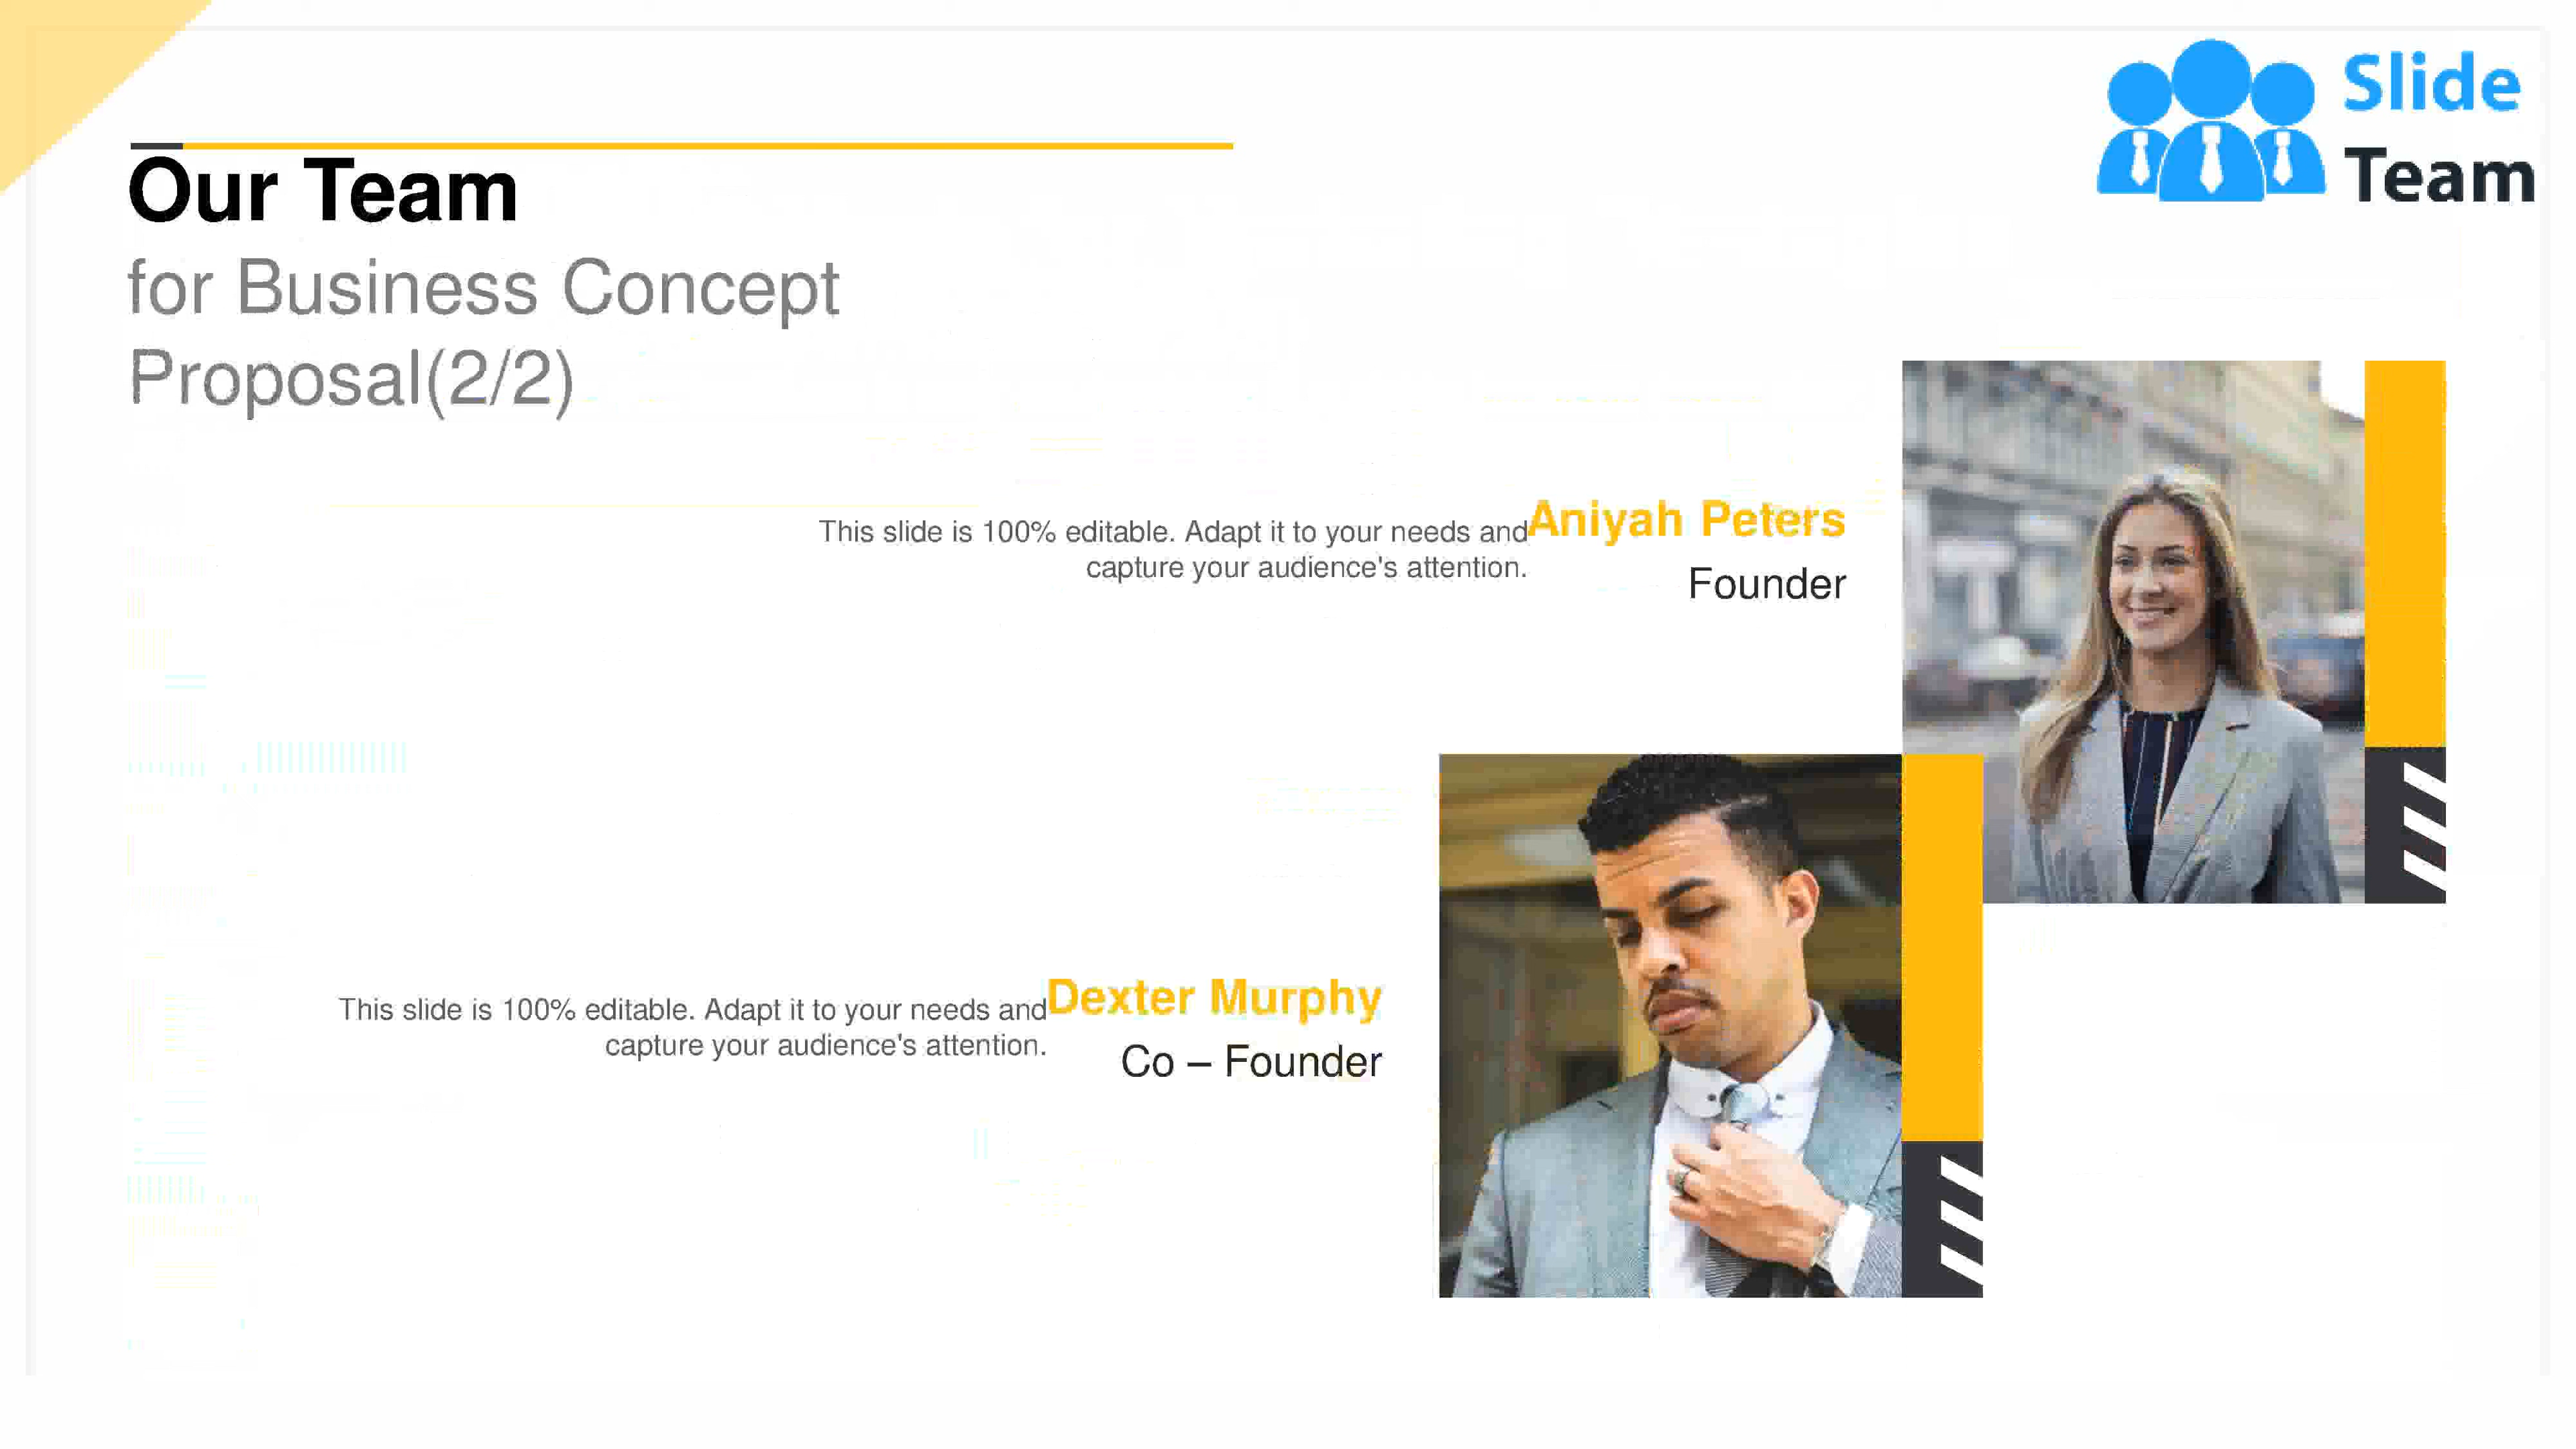 Slide
Team
Our Team
for Business Concept
Proposal(2/2)
This slide is 100% editable. Adapt it to your needs and
capture your audience's attention.
Aniyah Peters
Founder
This slide is 100% editable. Adapt it to your needs and
capture your audience's attention.
Dexter Murphy
Co – Founder